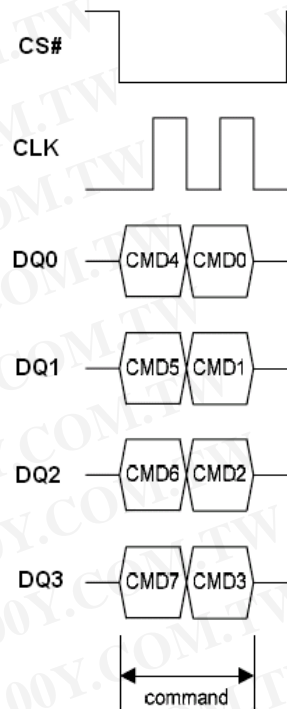 CS#
CLK
DQ0 CMD4 CMD0
DQ1 CMD5 CMD1
DQ2 CMD6 CMD2
DQ3 CMD7 CMD3
command